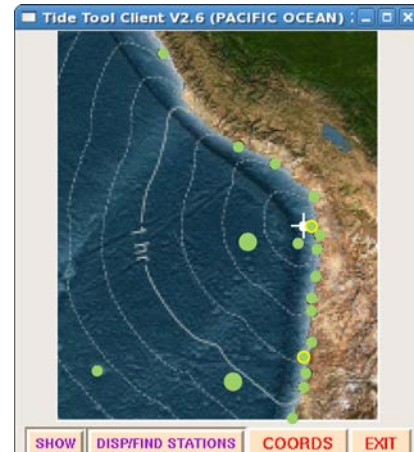 Tide Tool Client V2.6 (PACIFIC OCEAN)
1 hr
SHOW DISP/FIND STATIONS COORDS EXIT